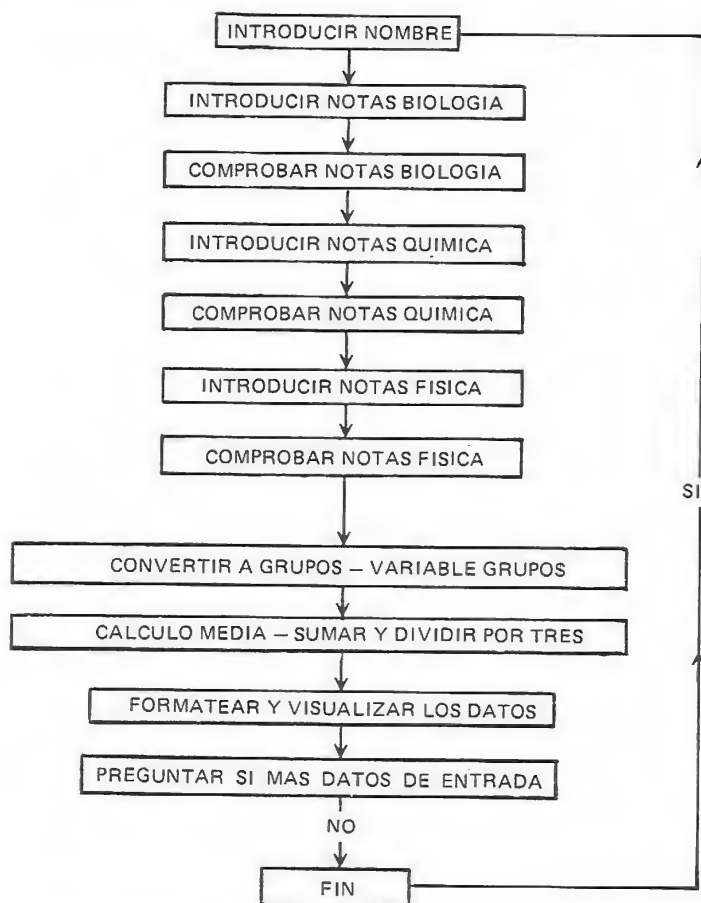 INTRODUCIR NOMBRE
INTRODUCIR NOTAS BIOLOGIA
COMPROBAR NOTAS BIOLOGIA
INTRODUCIR NOTAS QUIMICA
COMPROBAR NOTAS QUIMICA
INTRODUCIR NOTAS FISICA
COMPROBAR NOTAS FISICA
SI
CONVERTIR A GRUPOS – VARIABLE GRUPOS
CALCULO MEDIA – SUMAR Y DIVIDIR POR TRES
FORMATEAR Y VISUALIZAR LOS DATOS
PREGUNTAR SI MAS DATOS DE ENTRADA
NO
FIN